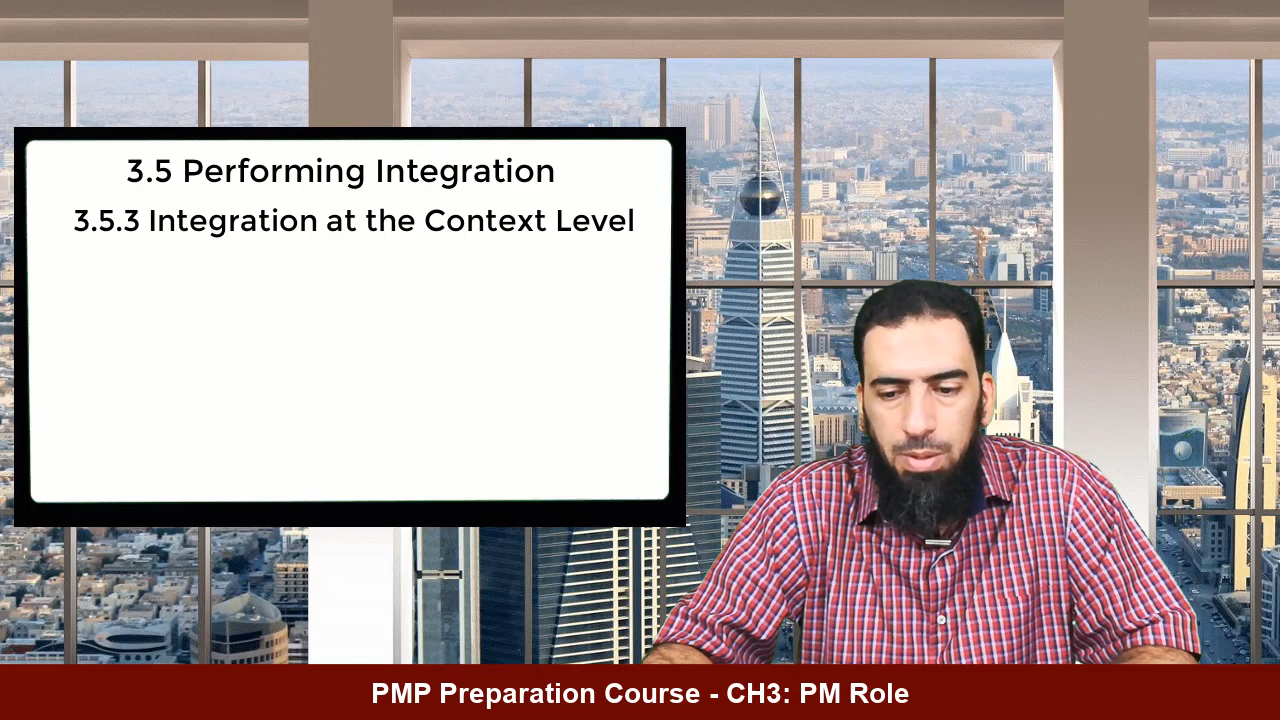 3.5 Performing Integration
3.5.3 Integration at the Context Level
PMP Preparation Course - CH3: PM Role